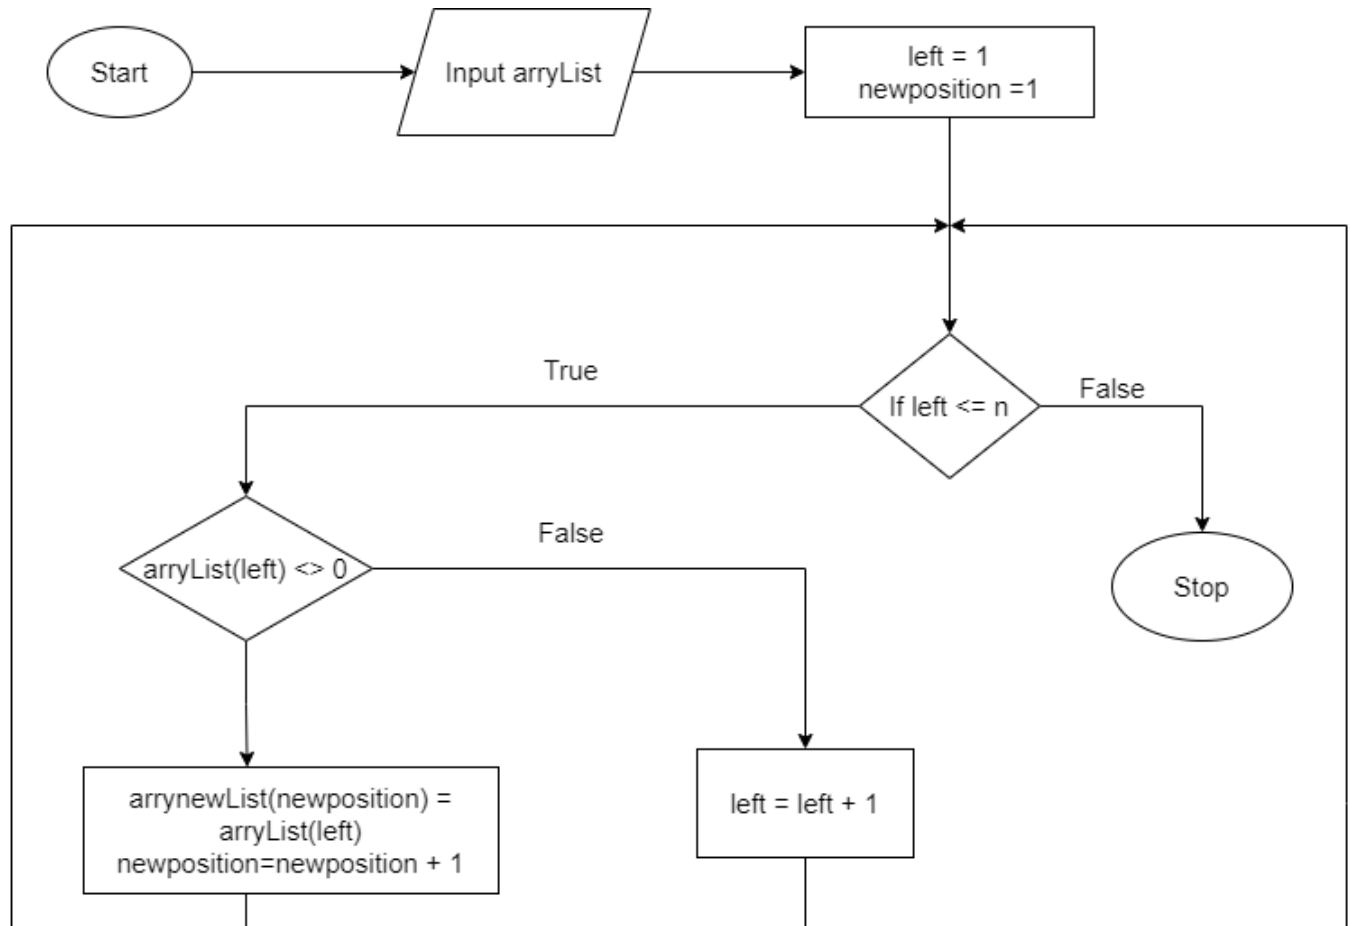 Start
Input arryList
left = 1
newposition =1
True
If left <= n
False
arryList(left) <> 0
False
Stop
arrynewList(newposition) =
arryList(left)
newposition=newposition + 1
left = left + 1